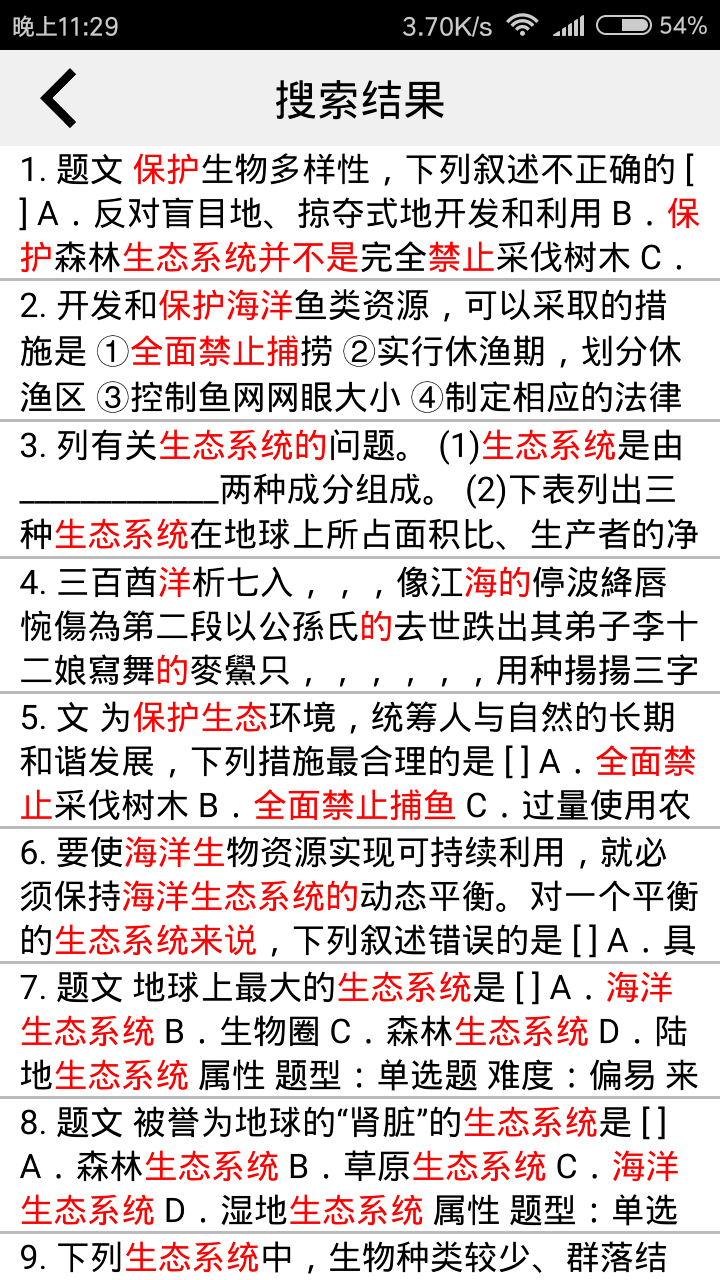 晚上11:29 3.70K/s 54%
搜索结果
1. 题文 保护生物多样性，下列叙述不正确的 [
] A．反对盲目地、掠夺式地开发和利用 B．保
护森林生态系统并不是完全禁止采伐树木 C．
2. 开发和保护海洋鱼类资源，可以采取的措
施是 ①全面禁止捕捞 ②实行休渔期，划分休
渔区 ③控制鱼网网眼大小 ④制定相应的法律
3. 列有关生态系统的问题。 (1)生态系统是由
_____________两种成分组成。 (2)下表列出三
种生态系统在地球上所占面积比、生产者的净
4. 三百酋洋析七入，，，像江海的停波絳唇
惋傷為第二段以公孫氏的去世跌出其弟子李十
二娘寫舞的麥鱟只，，，，，，用种揚揚三字
5. 文 为保护生态环境，统筹人与自然的长期
和谐发展，下列措施最合理的是 [ ] A．全面禁
止采伐树木 B．全面禁止捕鱼 C．过量使用农
6. 要使海洋生物资源实现可持续利用，就必
须保持海洋生态系统的动态平衡。对一个平衡
的生态系统来说，下列叙述错误的是 [ ] A．具
7. 题文 地球上最大的生态系统是 [ ] A．海洋
生态系统 B．生物圈 C．森林生态系统 D．陆
地生态系统 属性 题型：单选题 难度：偏易 来
8. 题文 被誉为地球的“肾脏”的生态系统是 [ ]
A．森林生态系统 B．草原生态系统 C．海洋
生态系统 D．湿地生态系统 属性 题型：单选
9. 下列生态系统中，生物种类较少、群落结